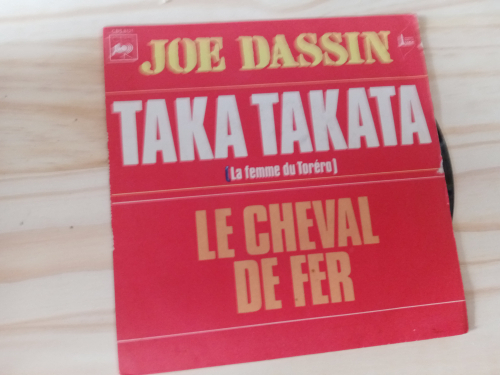 JOE DASSIN
TAKA TAKATA
(La femme du Toréro)
LE CHEVAL
DE FER